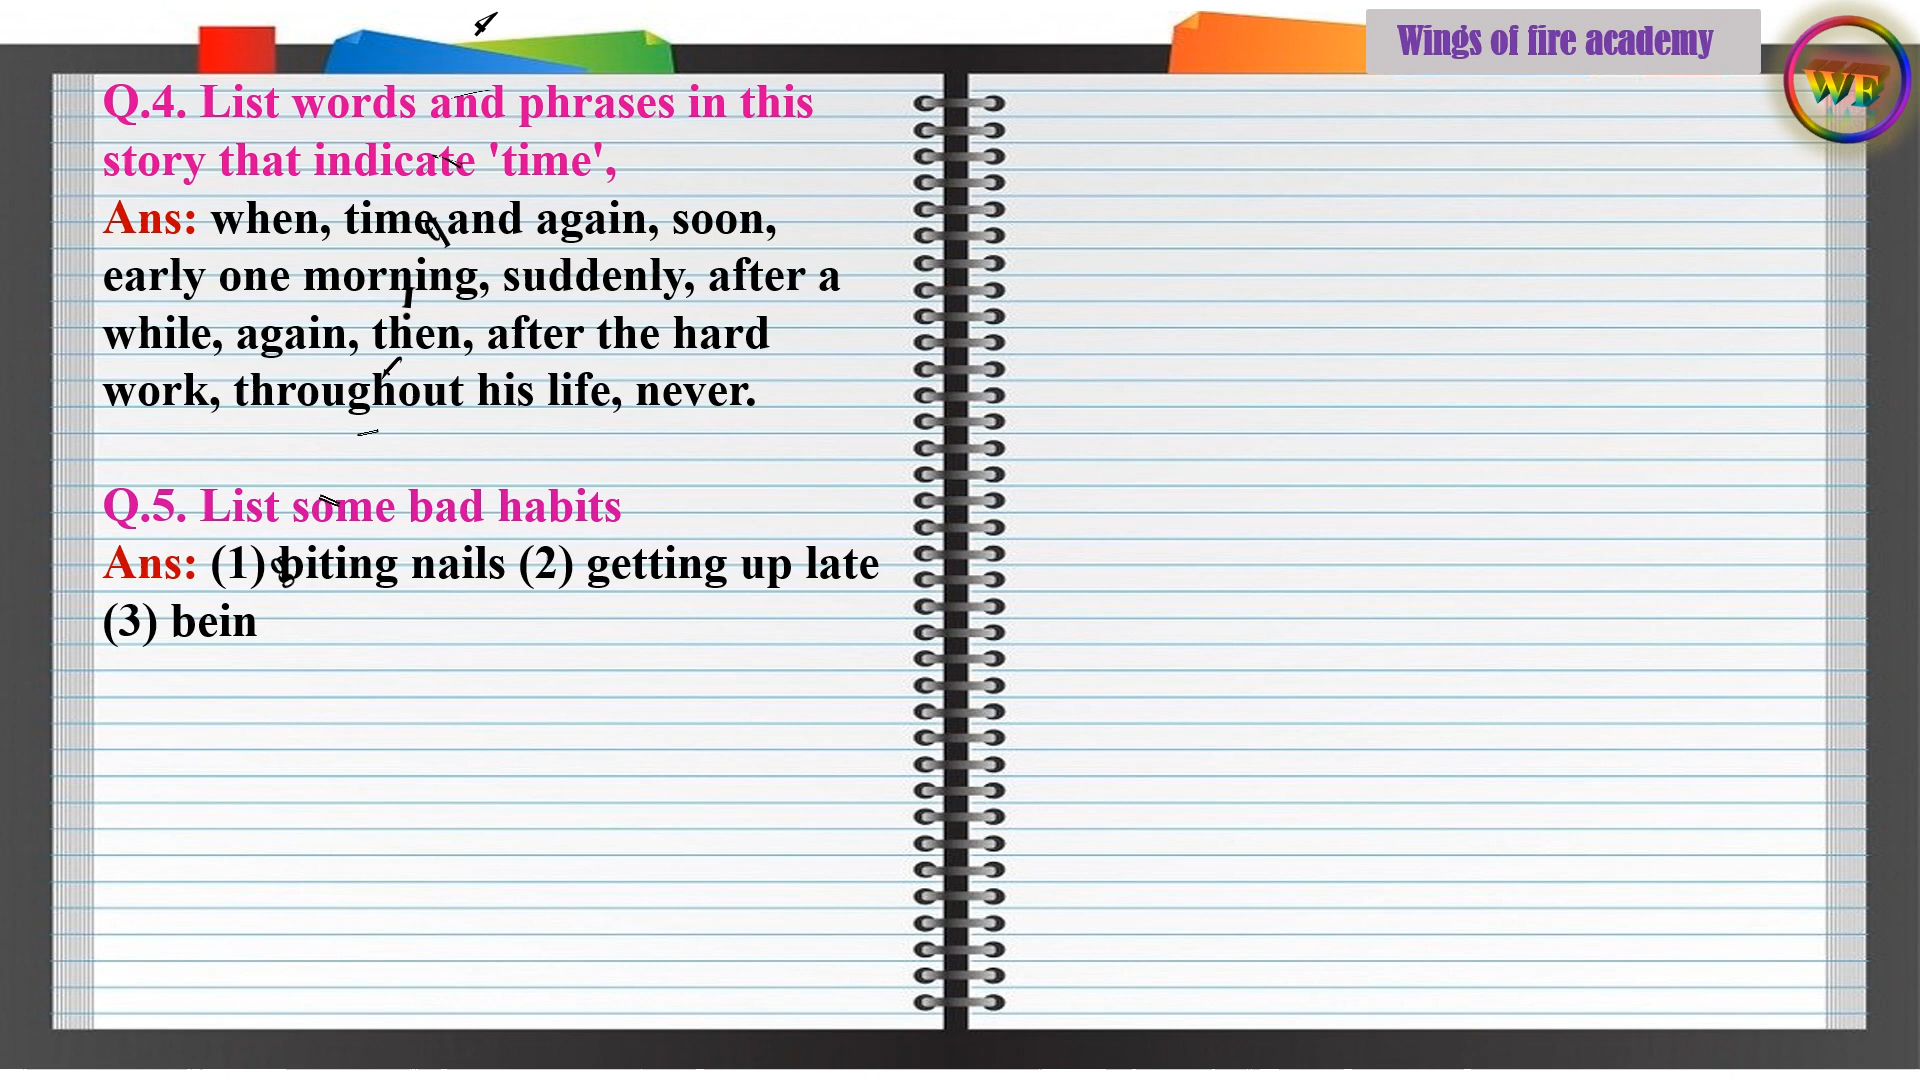 Wings of fire academy
WE
Q.4. List words and phrases in this
story that indicate 'time',
Ans: when, time and again, soon,
early one morning, suddenly, after a
while, again, then, after the hard
work, throughout his life, never.
Q.5. List some bad habits
Ans: (1) biting nails (2) getting up late
(3) bein